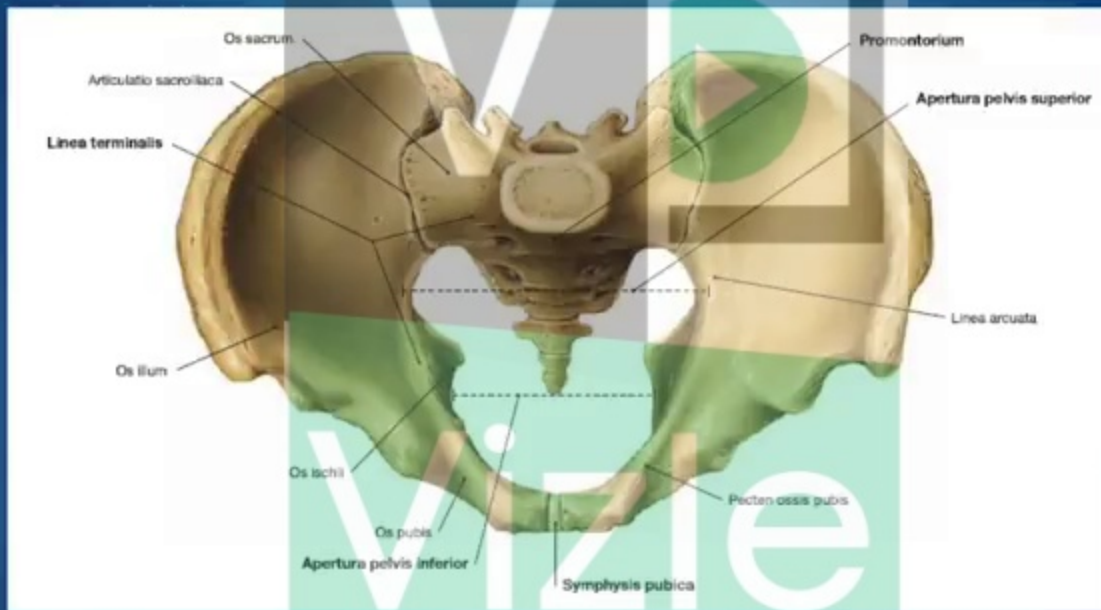 Os sacrum
Promontorium
Articulatio sacroiliaca
Apertura pelvis superior
Linea terminalis
Linea arcuata
Os ilium
Os ischii
Pecten ossis pubis
Os pubis
Apertura pelvis inferior
Symphysis pubica
Vizle